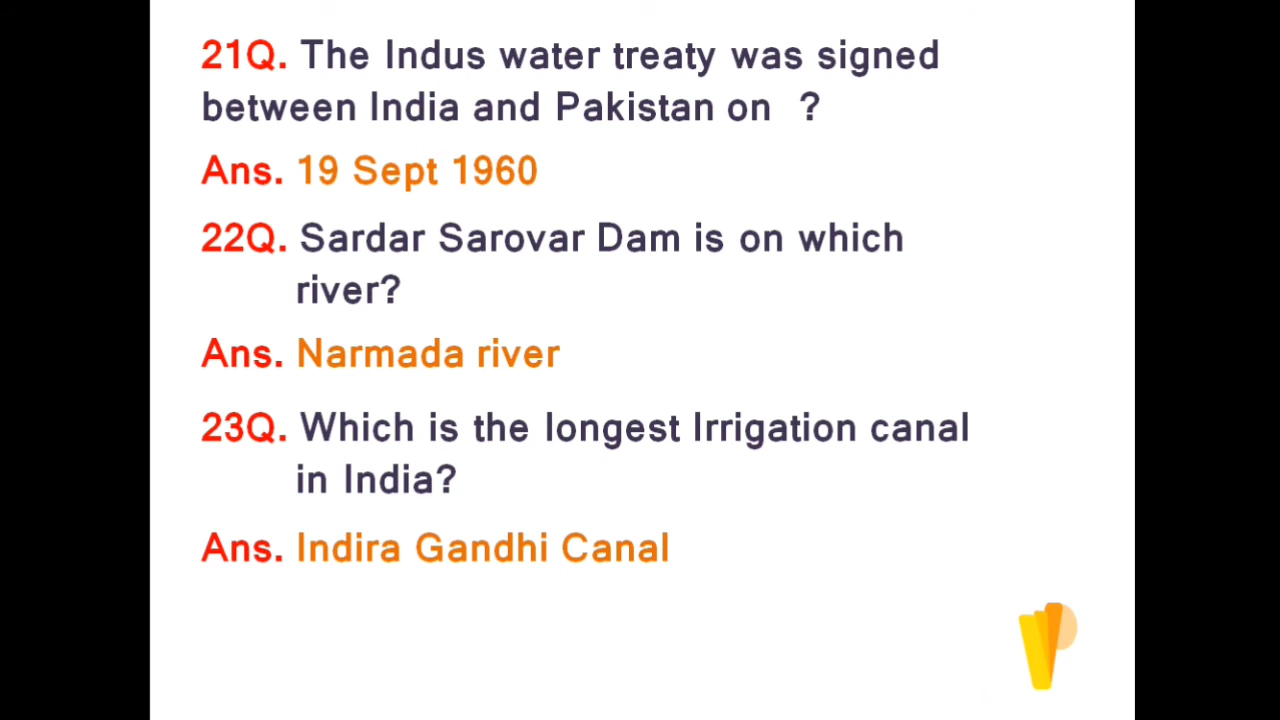 21Q. The Indus water treaty was signed
between India and Pakistan on ?
Ans. 19 Sept 1960
22Q. Sardar Sarovar Dam is on which
river?
Ans. Narmada river
23Q. Which is the longest Irrigation canal
in India?
Ans. Indira Gandhi Canal